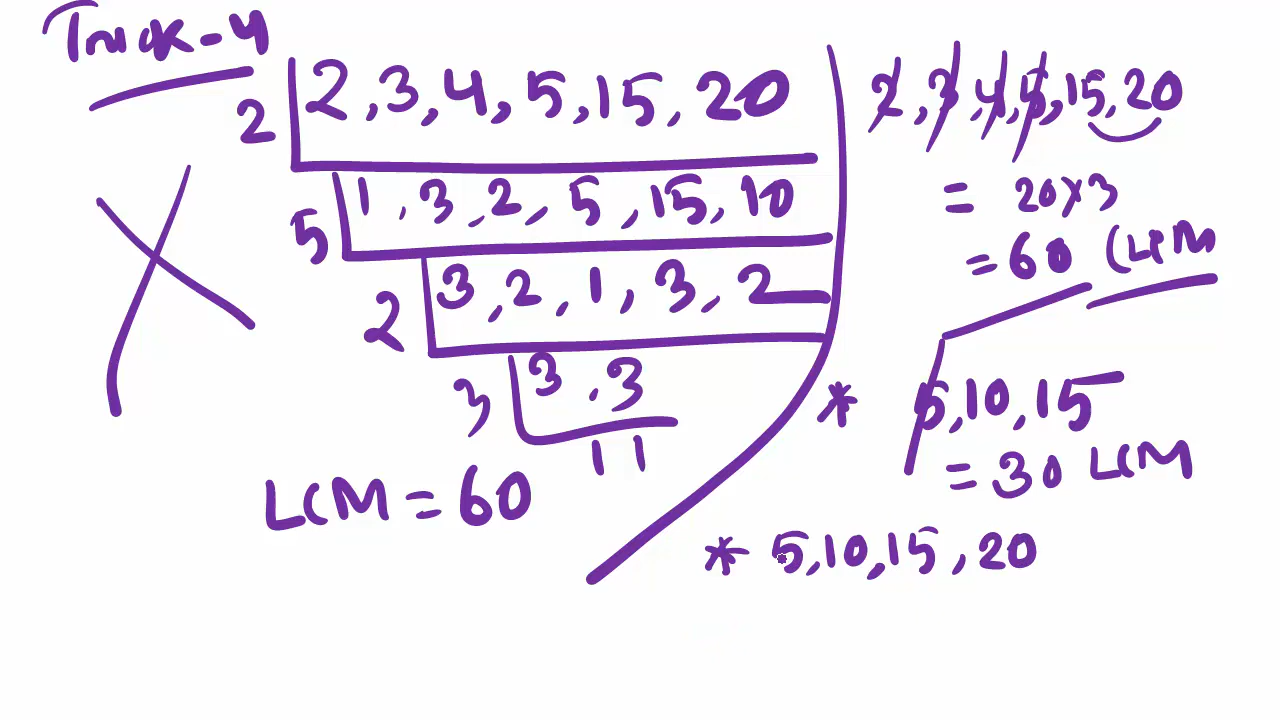 Trick-4
2 | 2,3,4,5,15,20
5 | 1,3,2,5,15,10
2 | 3,2,1,3,2
3 | 3,3
1 1
LCM = 60
2,3,4,5,15,20
= 20x3
= 60 (LCM
* 5,10,15
= 30 LCM
* 5,10,15,20